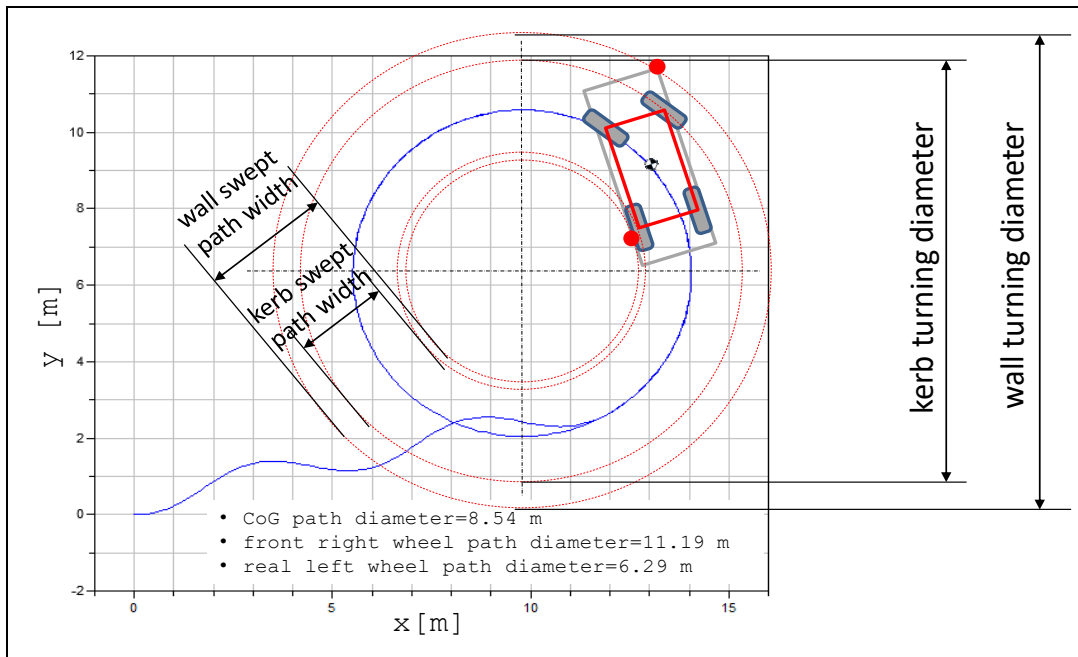 12
10
8
6
4
2
0
-2
0
5
10
15
y [m]
x [m]
wall swept
path width
kerb swept
path width
kerb turning diameter
wall turning diameter
• CoG path diameter=8.54 m
• front right wheel path diameter=11.19 m
• real left wheel path diameter=6.29 m